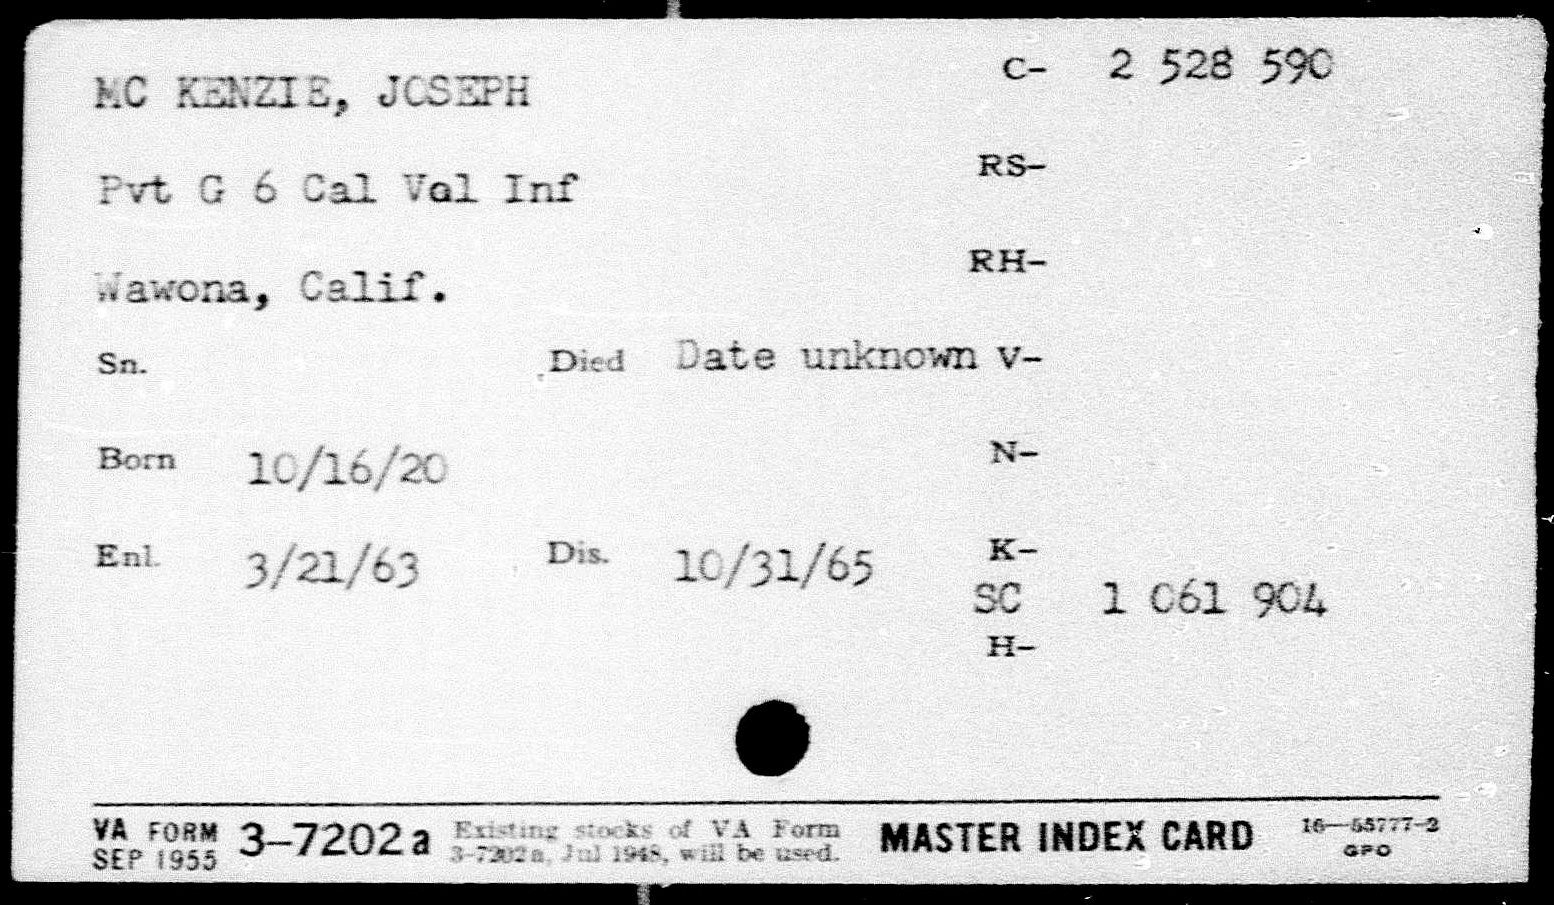 MC KENZIE, JOSEPH
C- 2 528 590
Pvt G 6 Cal Vol Inf
RS-
RH-
Wawona, Calif.
Sn. Died Date unknown V-
Born 10/16/20 N-
Enl. 3/21/63 Dis. 10/31/65 K-
SC 1 061 904
H-
VA FORM
SEP 1955
3-7202a
Existing stocks of VA Form
3-7202a, Jul 1948, will be used.
MASTER INDEX CARD
16—55777-2
GPO